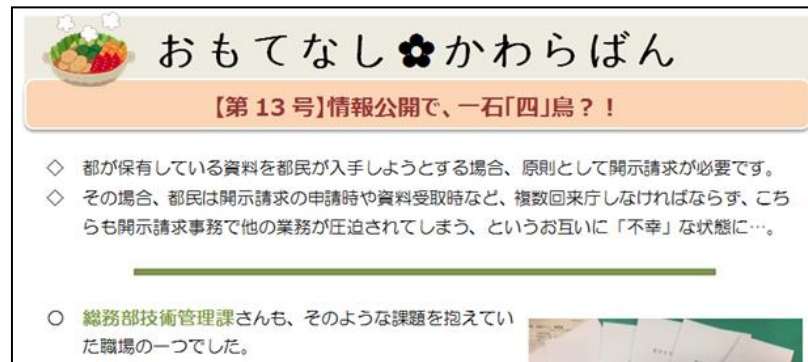 おもてなし✿かわらばん
【第 13 号】情報公開で、一石「四」鳥？！
◇ 都が保有している資料を都民が入手しようとする場合、原則として開示請求が必要です。
◇ その場合、都民は開示請求の申請時や資料受取時など、複数回来庁しなければならず、こち
らも開示請求事務で他の業務が圧迫されてしまう、というお互いに「不幸」な状態に…。
○ 総務部技術管理課さんも、そのような課題を抱えてい
た職場の一つでした。